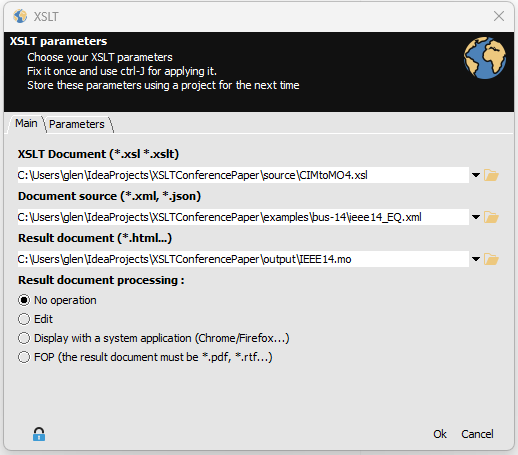 XSLT
XSLT parameters
Choose your XSLT parameters
Fix it once and use ctrl-J for applying it.
Store these parameters using a project for the next time
Main
Parameters
XSLT Document (*.xsl *.xslt)
C:\Users\glen\IdeaProjects\XSLTConferencePaper\source\CIMtoMO4.xsl
Document source (*.xml, *.json)
C:\Users\glen\IdeaProjects\XSLTConferencePaper\examples\bus-14\ieee14_EQ.xml
Result document (*.html...)
C:\Users\glen\IdeaProjects\XSLTConferencePaper\output\IEEE14.mo
Result document processing :
No operation
Edit
Display with a system application (Chrome/Firefox...)
FOP (the result document must be *.pdf, *.rtf...)
Ok
Cancel